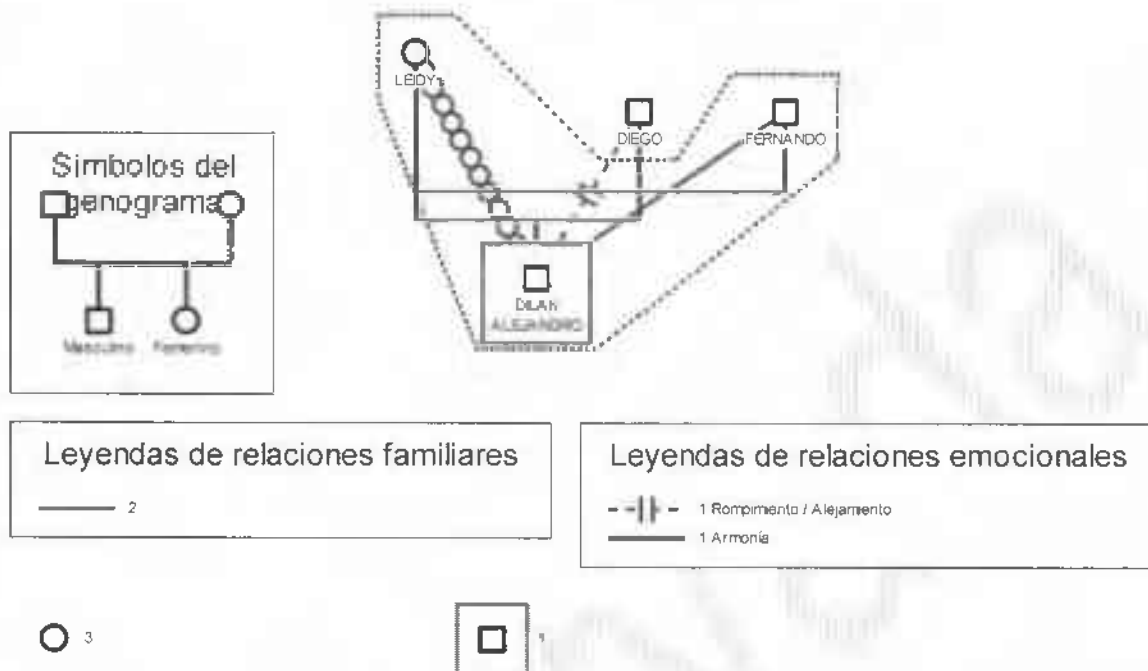 LEIDY
DIEGO
FERNANDO
Simbolos del
genograma
DILAN
ALEJANDRO
Masculino Femenino
Leyendas de relaciones familiares
2
Leyendas de relaciones emocionales
1 Rompimiento / Alejamiento
1 Armonía
3